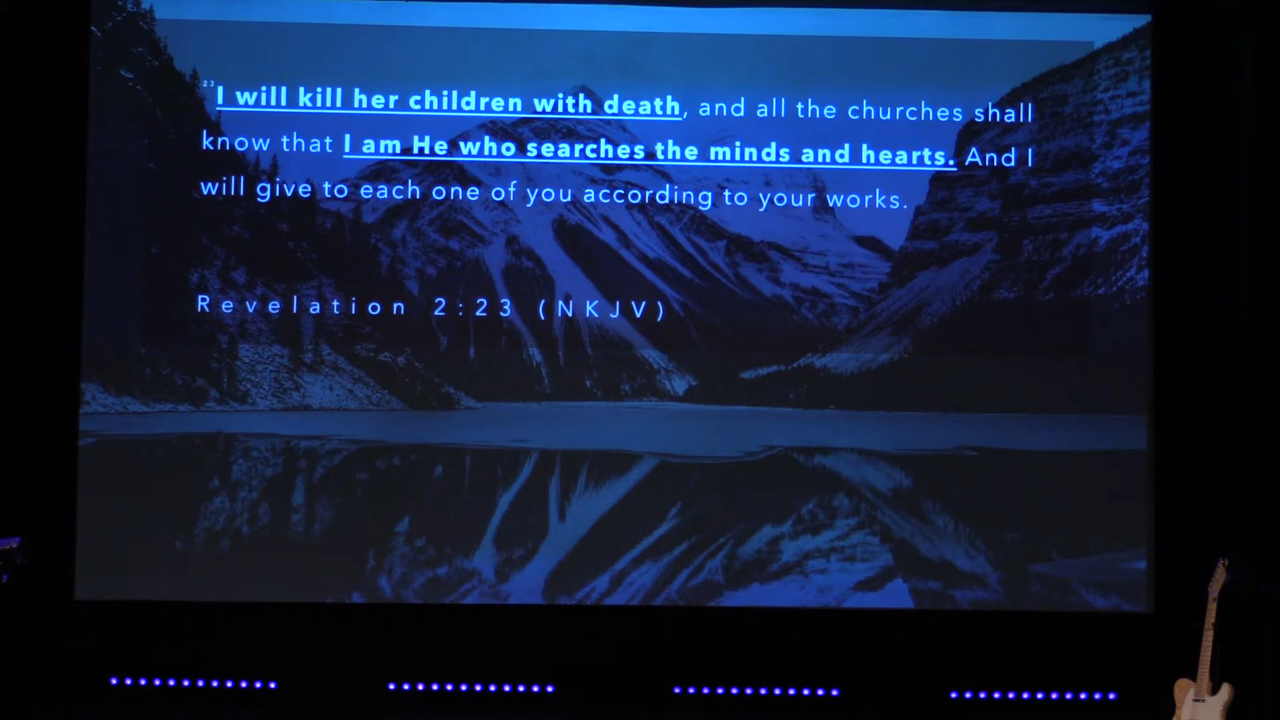 23I will kill her children with death, and all the churches shall
know that I am He who searches the minds and hearts. And I
will give to each one of you according to your works.
Revelation 2:23 (NKJV)